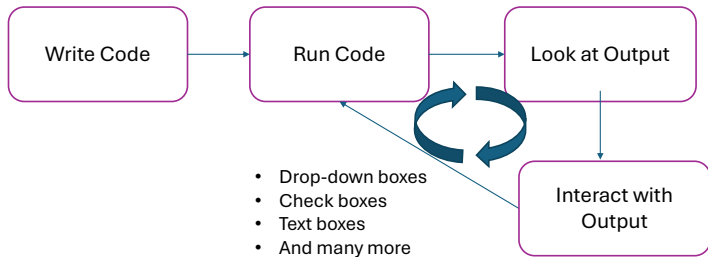 Write Code
Run Code
Look at Output
• Drop-down boxes
• Check boxes
• Text boxes
• And many more
Interact with
Output